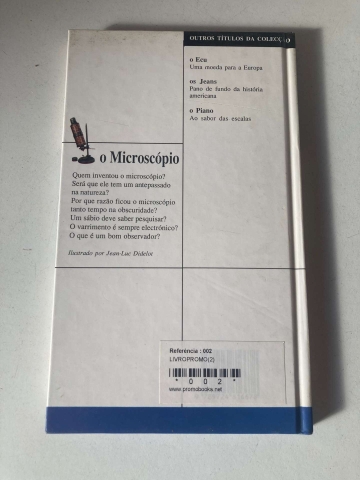 OUTROS TÍTULOS DA COLECÇÃO
o Ecu
Uma moeda para a Europa
os Jeans
Pano de fundo da história
americana
o Piano
Ao sabor das escalas
o Microscópio
Quem inventou o microscópio?
Será que ele tem um antepassado
na natureza?
Por que razão ficou o microscópio
tanto tempo na obscuridade?
Um sábio deve saber pesquisar?
O varrimento é sempre electrónico?
O que é um bom observador?
Ilustrado por Jean-Luc Didelot
Referência : 002
LIVROPROMO(2)
*002*
www.promobooks.net